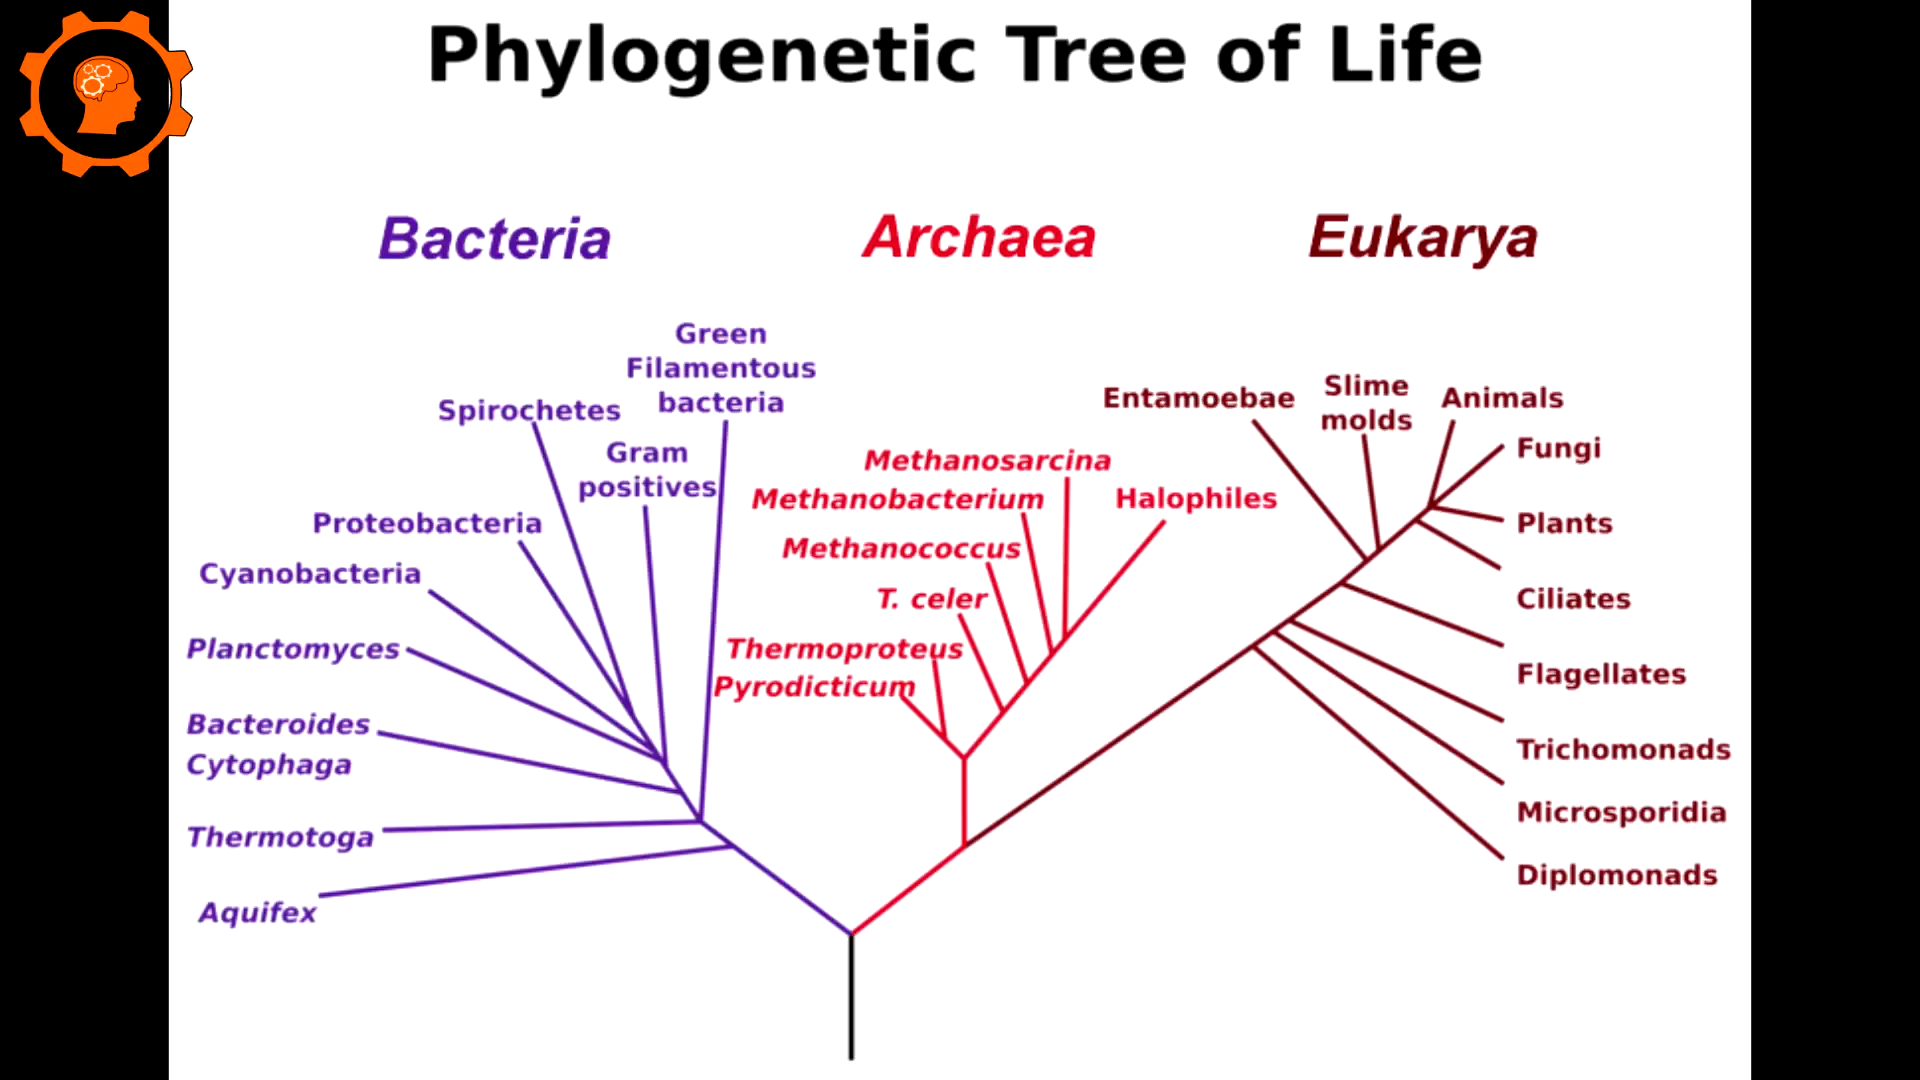 Phylogenetic Tree of Life
Bacteria
Archaea
Eukarya
Green
Filamentous
bacteria
Spirochetes
Gram
positives
Proteobacteria
Cyanobacteria
Planctomyces
Bacteroides
Cytophaga
Thermotoga
Aquifex
Methanosarcina
Methanobacterium
Halophiles
Methanococcus
T. celer
Thermoproteus
Pyrodicticum
Entamoebae
Slime
molds
Animals
Fungi
Plants
Ciliates
Flagellates
Trichomonads
Microsporidia
Diplomonads